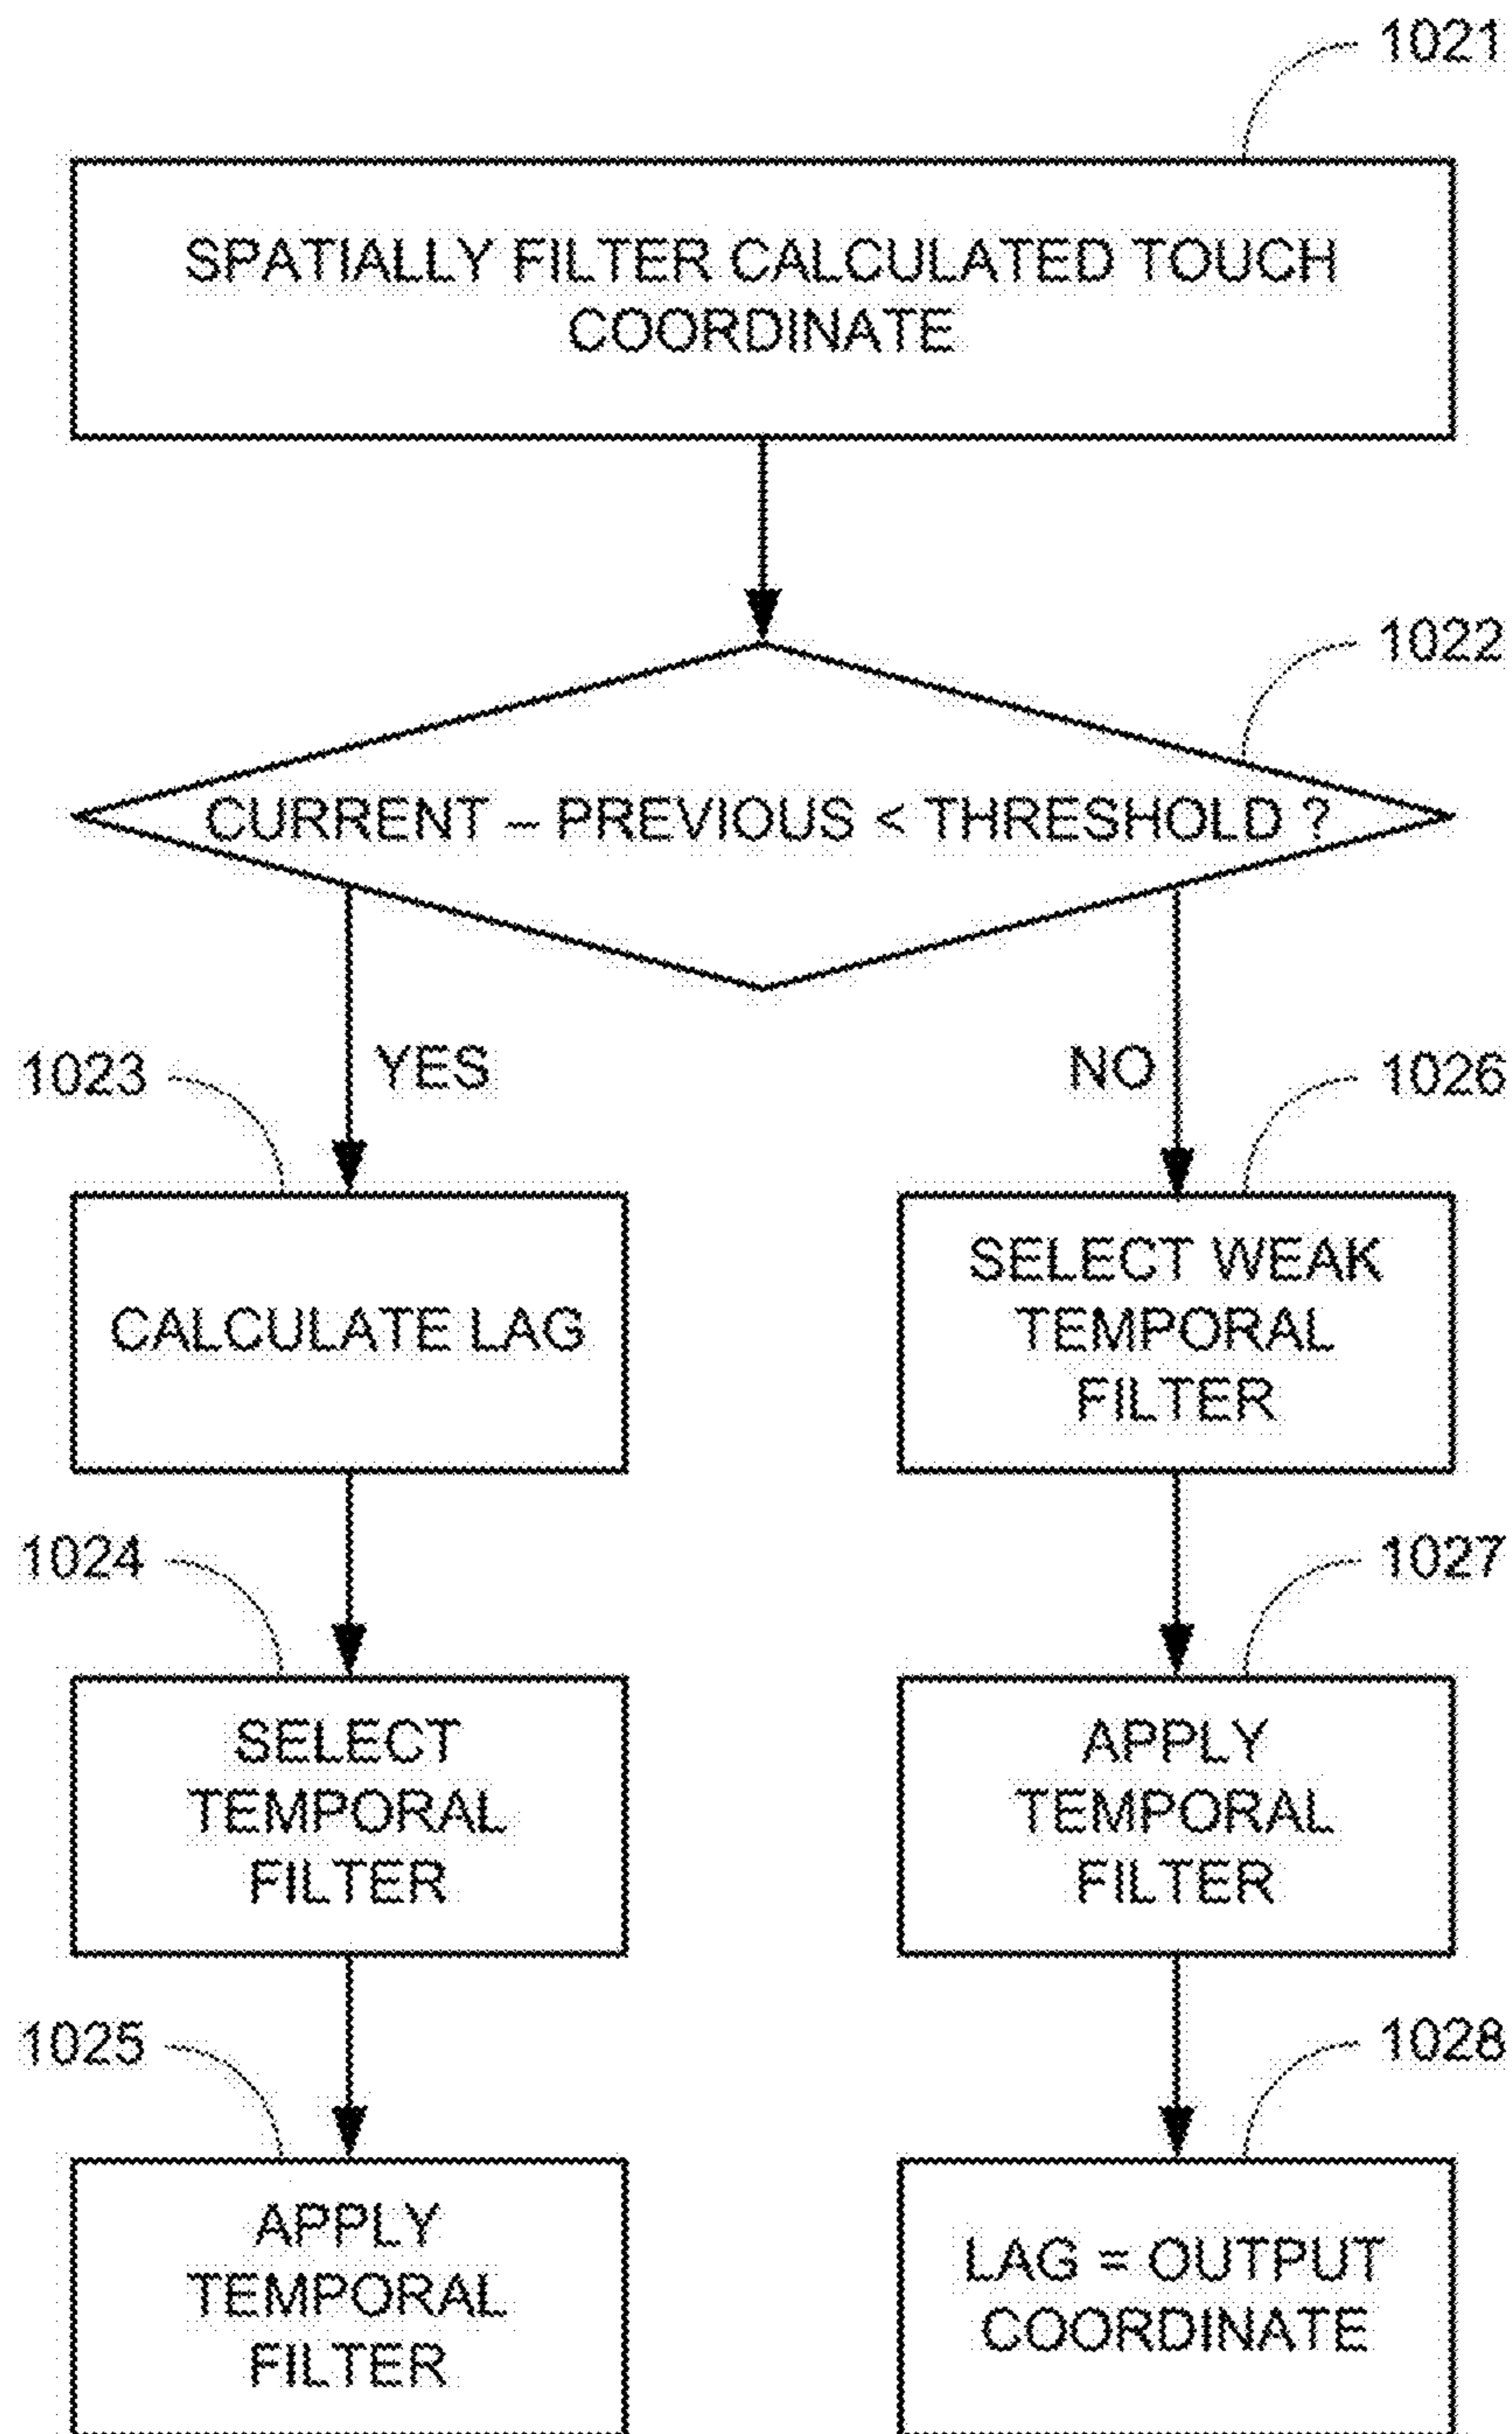 1021
SPATIALLY FILTER CALCULATED TOUCH
COORDINATE
1022
CURRENT – PREVIOUS < THRESHOLD ?
YES
NO
1023
1026
CALCULATE LAG
SELECT WEAK
TEMPORAL
FILTER
1024
1027
SELECT
TEMPORAL
FILTER
APPLY
TEMPORAL
FILTER
1025
1028
APPLY
TEMPORAL
FILTER
LAG = OUTPUT
COORDINATE